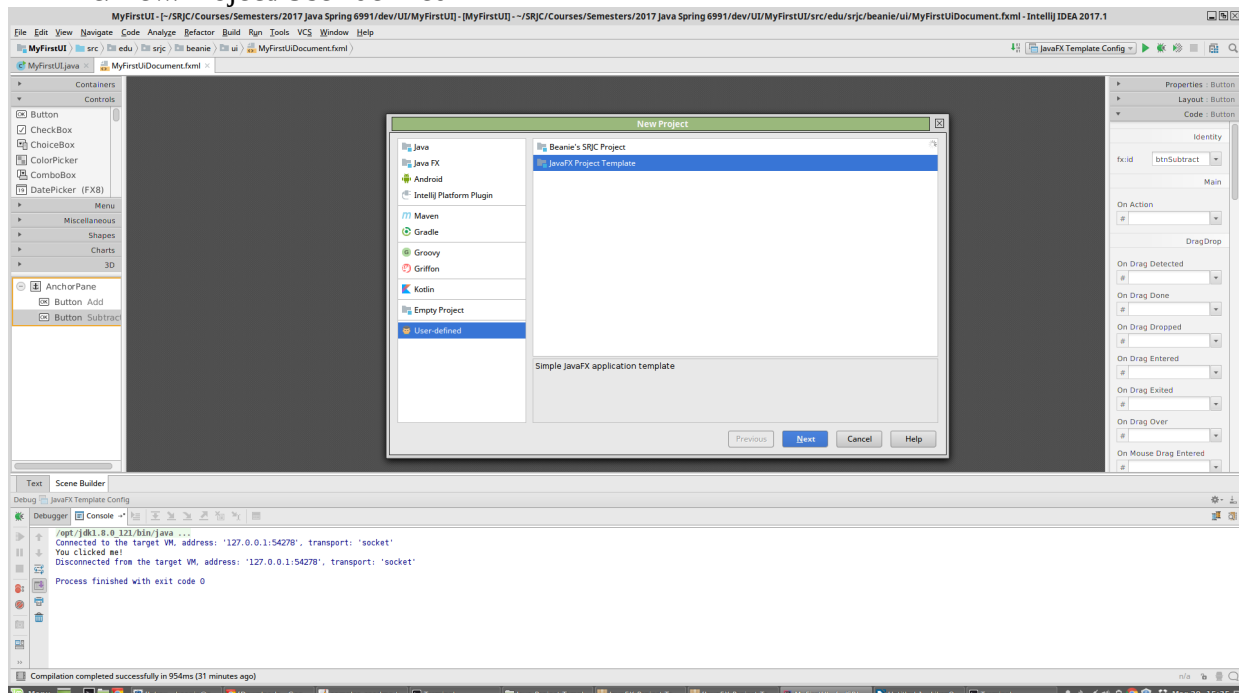 MyFirstUI - [~/SRJC/Courses/Semesters/2017 Java Spring 6991/dev/UI/MyFirstUI] - [MyFirstUI] - ~/SRJC/Courses/Semesters/2017 Java Spring 6991/dev/UI/MyFirstUI/src/edu/srjc/beanie/ui/MyFirstUiDocument.fxml - IntelliJ IDEA 2017.1
File Edit View Navigate Code Analyze Refactor Build Run Tools VCS Window Help
MyFirstUI src edu srjc beanie ui MyFirstUiDocument.fxml
JavaFX Template Config
MyFirstUI.java MyFirstUiDocument.fxml
Containers
Controls
Button
CheckBox
ChoiceBox
ColorPicker
ComboBox
DatePicker (FX8)
Menu
Miscellaneous
Shapes
Charts
3D
AnchorPane
Button Add
Button Subtract
New Project
Java
Java FX
Android
IntelliJ Platform Plugin
Maven
Gradle
Groovy
Griffon
Kotlin
Empty Project
User-defined
Beanie's SRJC Project
JavaFX Project Template
Simple JavaFX application template
Previous Next Cancel Help
Properties : Button
Layout : Button
Code : Button
Identity
fx:id btnSubtract
Main
On Action
#
DragDrop
On Drag Detected
#
On Drag Done
#
On Drag Dropped
#
On Drag Entered
#
On Drag Exited
#
On Drag Over
#
On Mouse Drag Entered
#
Text Scene Builder
Debug JavaFX Template Config
Debugger Console
/opt/jdk1.8.0_121/bin/java ...
Connected to the target VM, address: '127.0.0.1:54278', transport: 'socket'
You clicked me!
Disconnected from the target VM, address: '127.0.0.1:54278', transport: 'socket'
Process finished with exit code 0
Compilation completed successfully in 954ms (31 minutes ago)
n/a